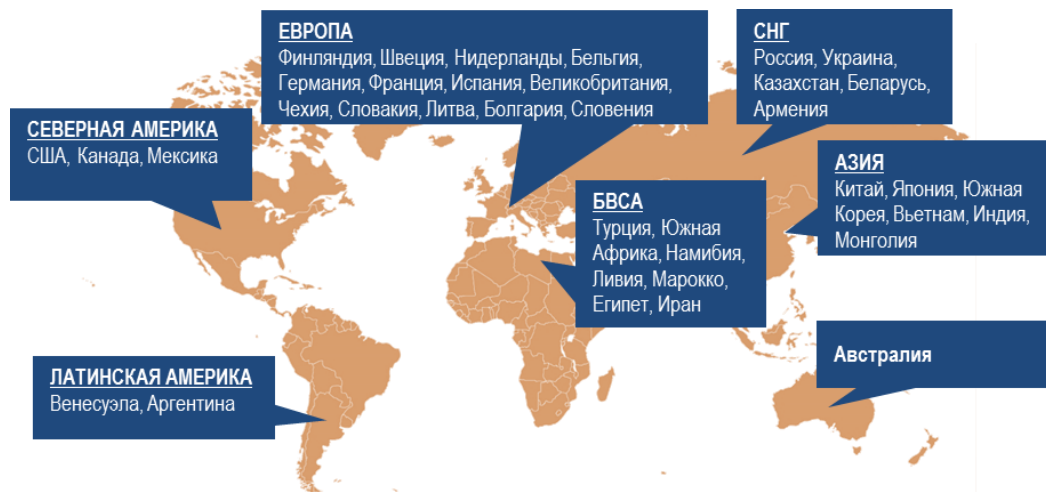 ЕВРОПА
Финляндия, Швеция, Нидерланды, Бельгия,
Германия, Франция, Испания, Великобритания,
Чехия, Словакия, Литва, Болгария, Словения
СНГ
Россия, Украина,
Казахстан, Беларусь,
Армения
СЕВЕРНАЯ АМЕРИКА
США, Канада, Мексика
АЗИЯ
Китай, Япония, Южная
Корея, Вьетнам, Индия,
Монголия
БВСА
Турция, Южная
Африка, Намибия,
Ливия, Марокко,
Египет, Иран
Австралия
ЛАТИНСКАЯ АМЕРИКА
Венесуэла, Аргентина